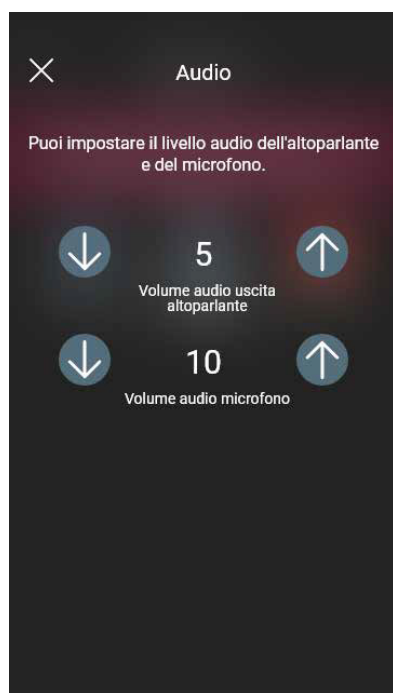 Audio
Puoi impostare il livello audio dell'altoparlante
e del microfono.
5
Volume audio uscita
altoparlante
10
Volume audio microfono